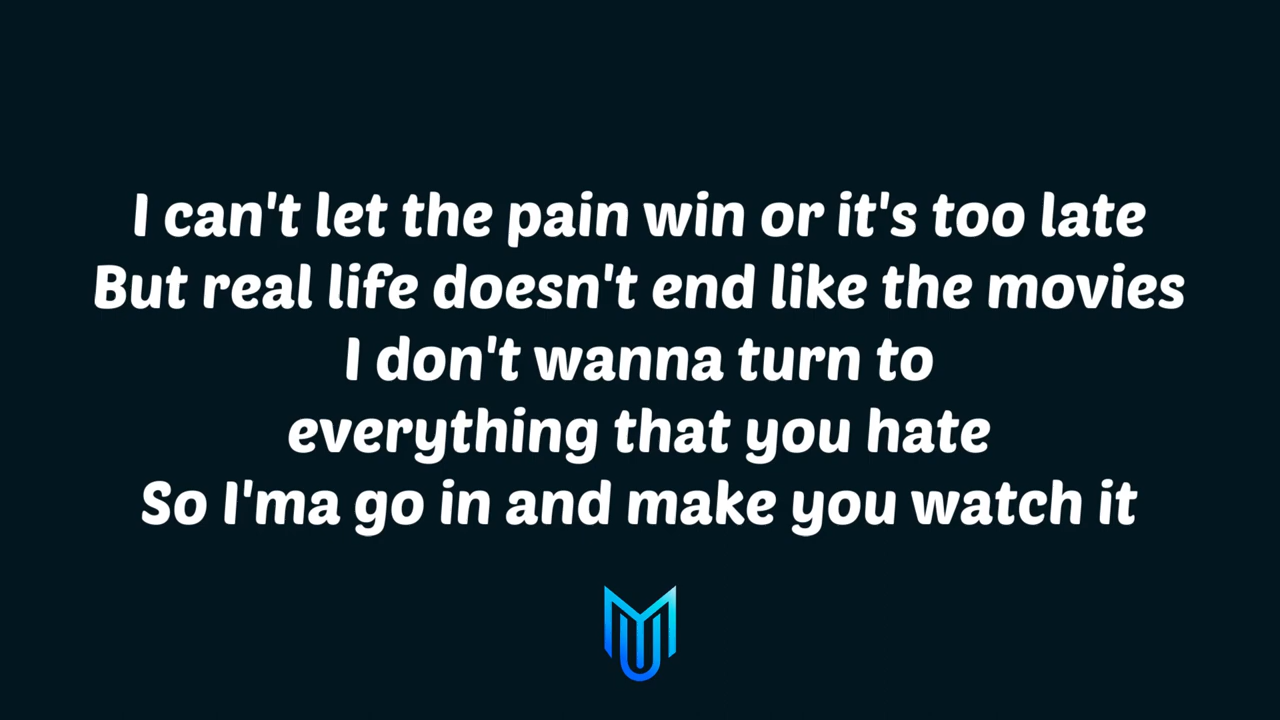 I can't let the pain win or it's too late
But real life doesn't end like the movies
I don't wanna turn to
everything that you hate
So I'ma go in and make you watch it